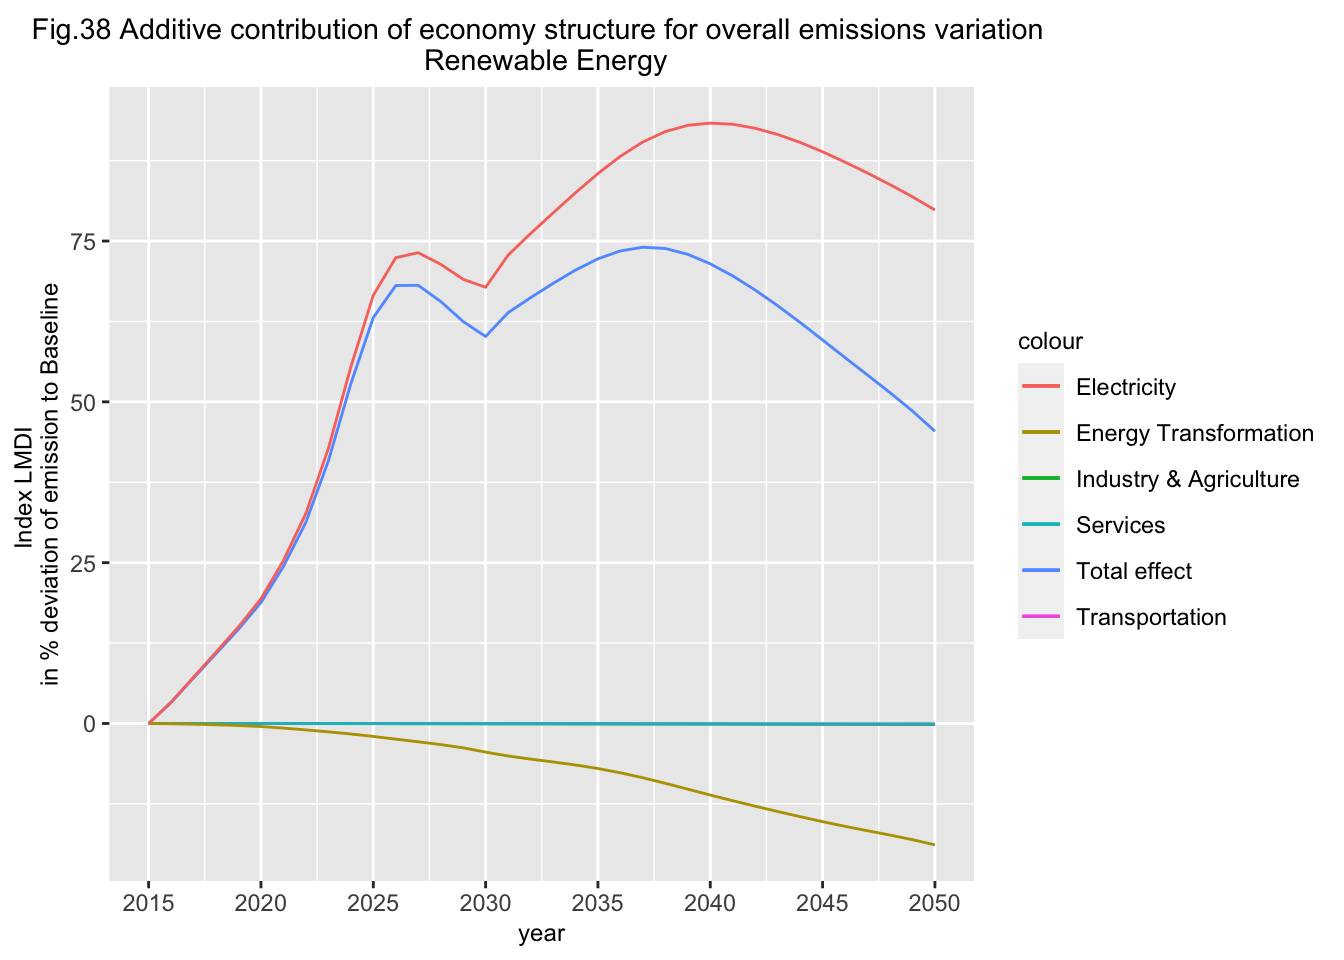 Fig.38 Additive contribution of economy structure for overall emissions variation
Renewable Energy
Index LMDI
in % deviation of emission to Baseline
75
50
25
0
2015 2020 2025 2030 2035 2040 2045 2050
year
colour
Electricity
Energy Transformation
Industry & Agriculture
Services
Total effect
Transportation